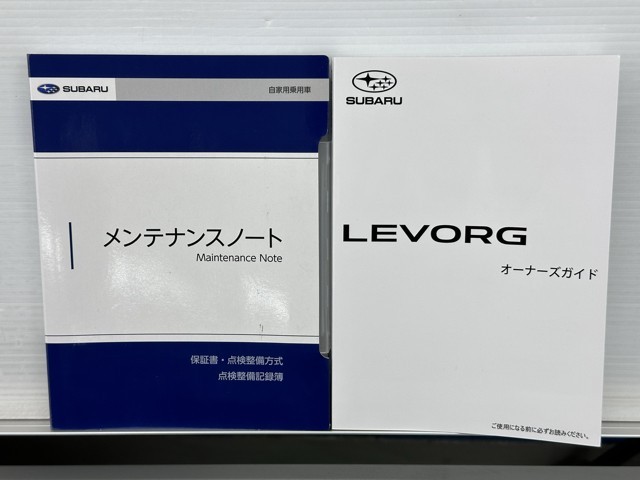 SUBARU
自家用乗用車
メンテナンスノート
Maintenance Note
保証書・点検整備方式
点検整備記録簿
SUBARU
LEVORG
オーナーズガイド
ご使用になる前に必ずお読みください。